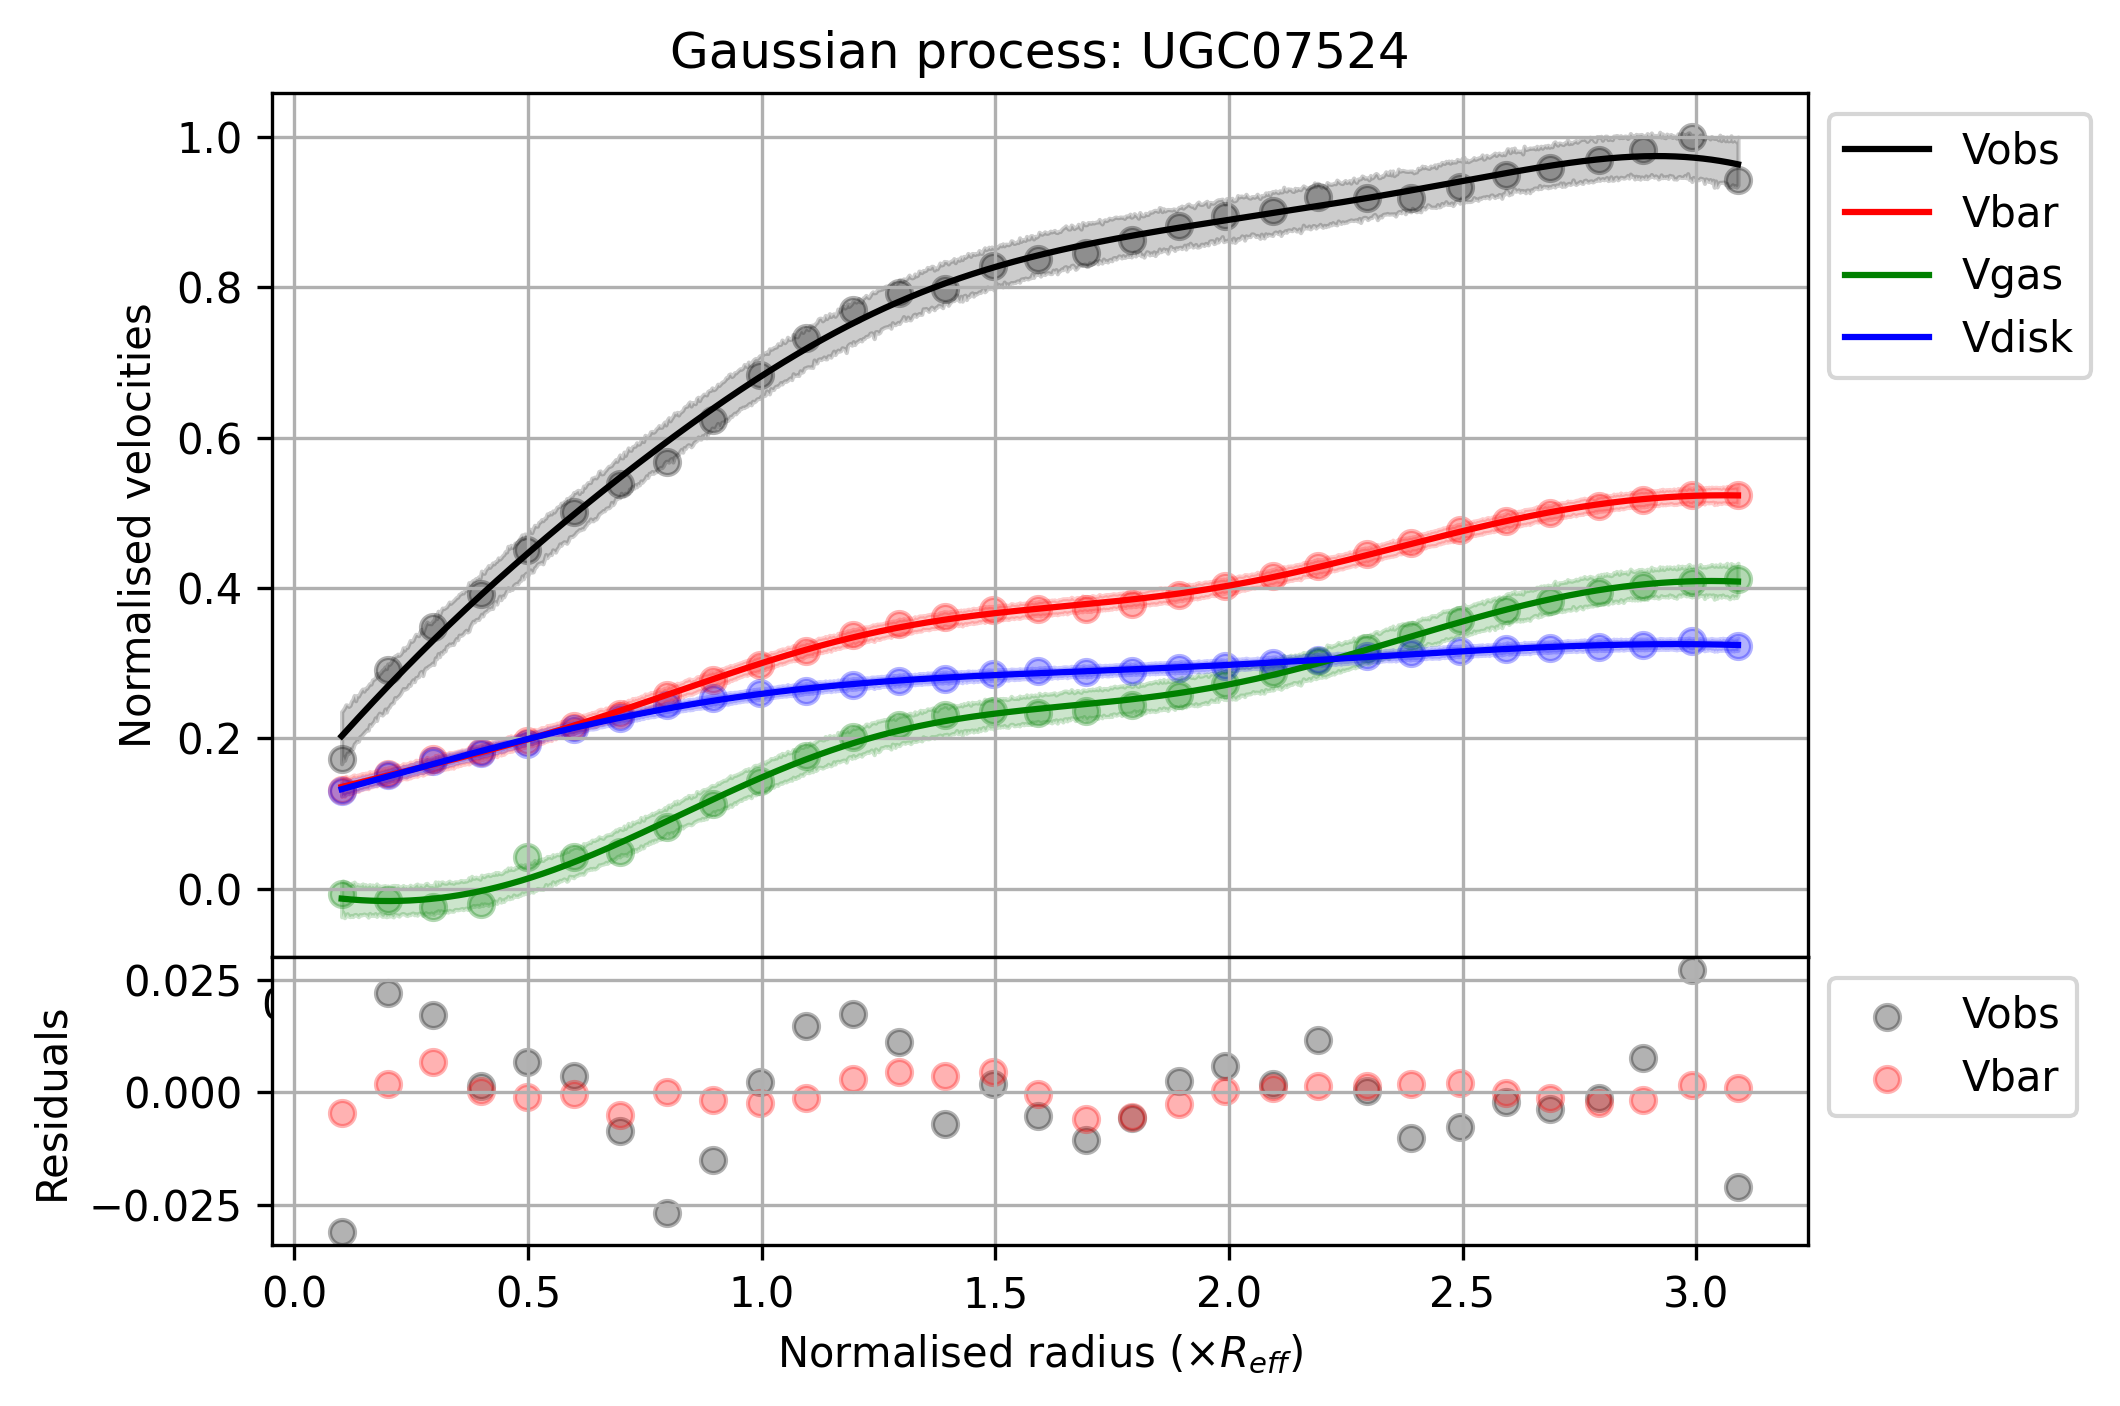 Gaussian process: UGC07524
Normalised velocities
1.0
0.8
0.6
0.4
0.2
0.0
Vobs
Vbar
Vgas
Vdisk
Residuals
0.025
0.000
−0.025
Vobs
Vbar
0.0 0.5 1.0 1.5 2.0 2.5 3.0
Normalised radius (×R_eff)